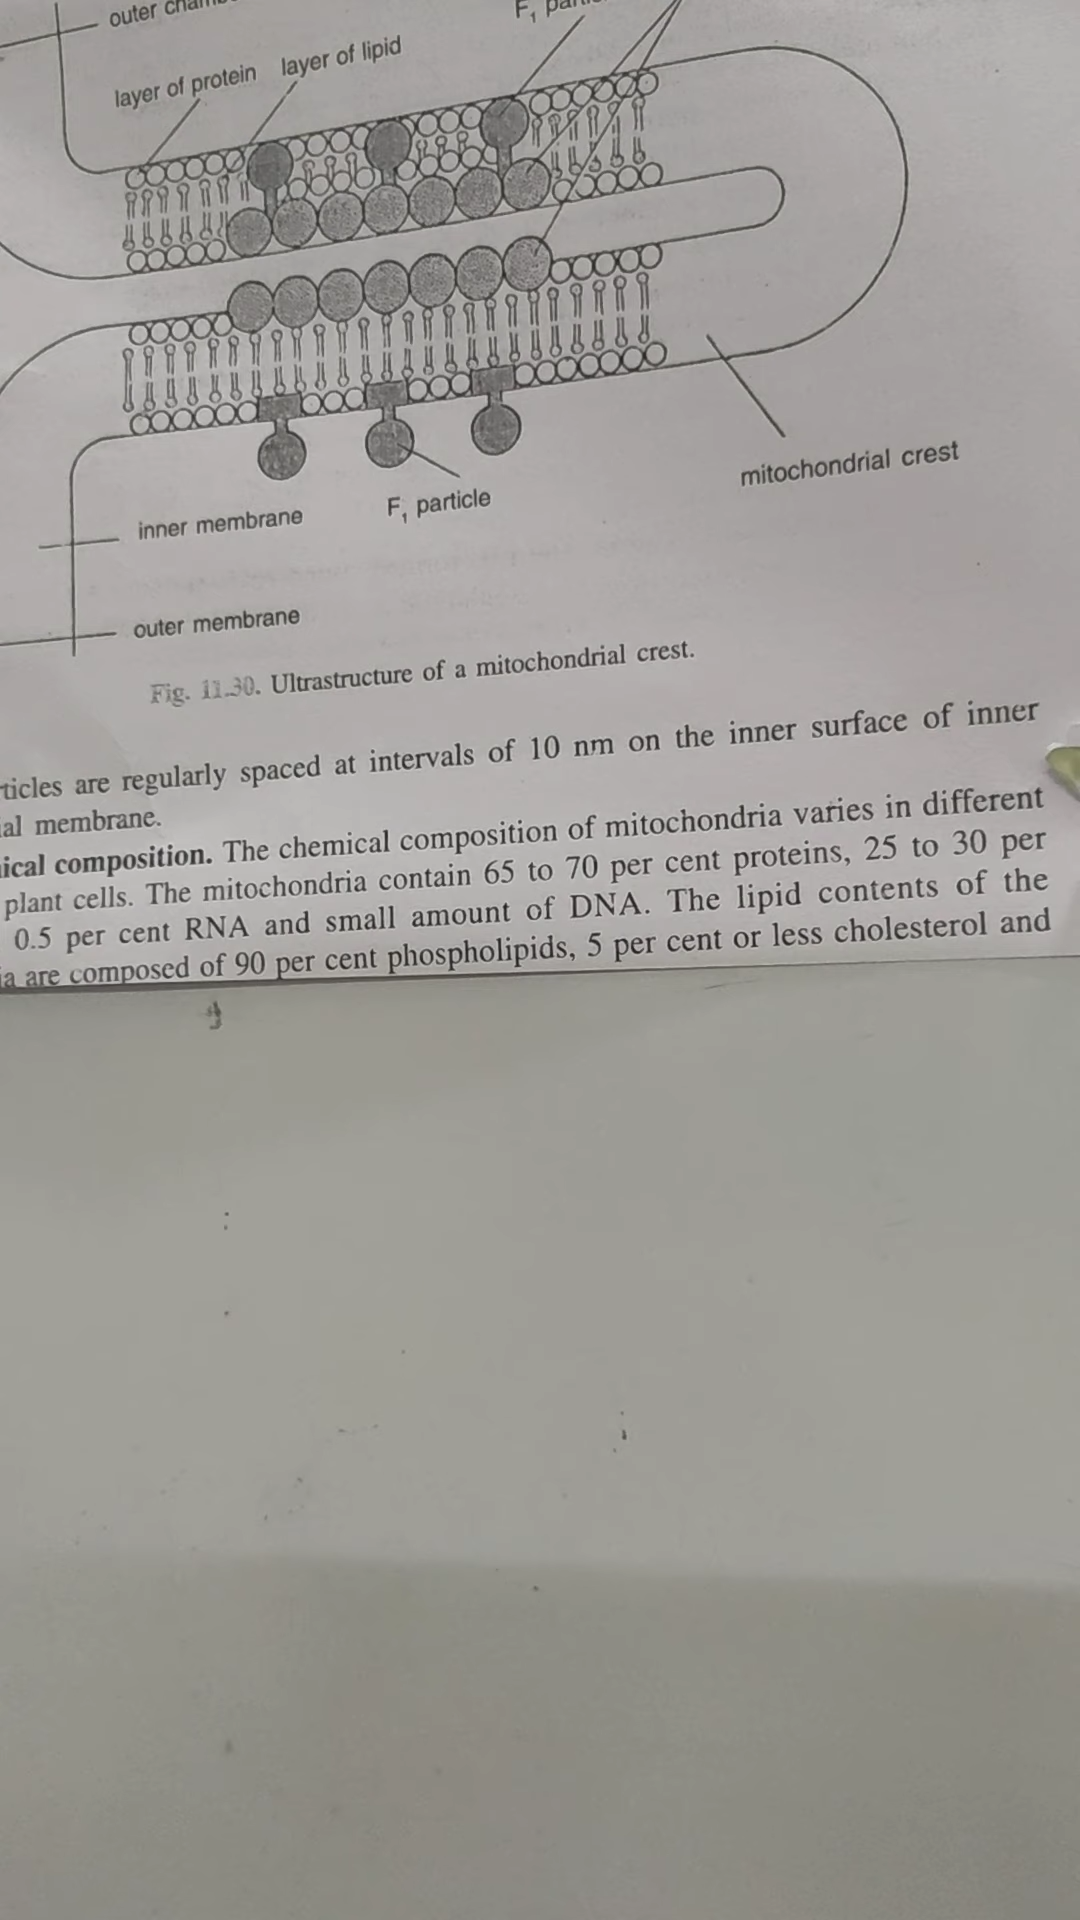 outer
F₁
layer of protein layer of lipid
mitochondrial crest
F₁ particle
inner membrane
outer membrane
Fig. 11.30. Ultrastructure of a mitochondrial crest.
are regularly spaced at intervals of 10 nm on the inner surface of inner
membrane.
composition. The chemical composition of mitochondria varies in different
plant cells. The mitochondria contain 65 to 70 per cent proteins, 25 to 30 per
0.5 per cent RNA and small amount of DNA. The lipid contents of the
are composed of 90 per cent phospholipids, 5 per cent or less cholesterol and